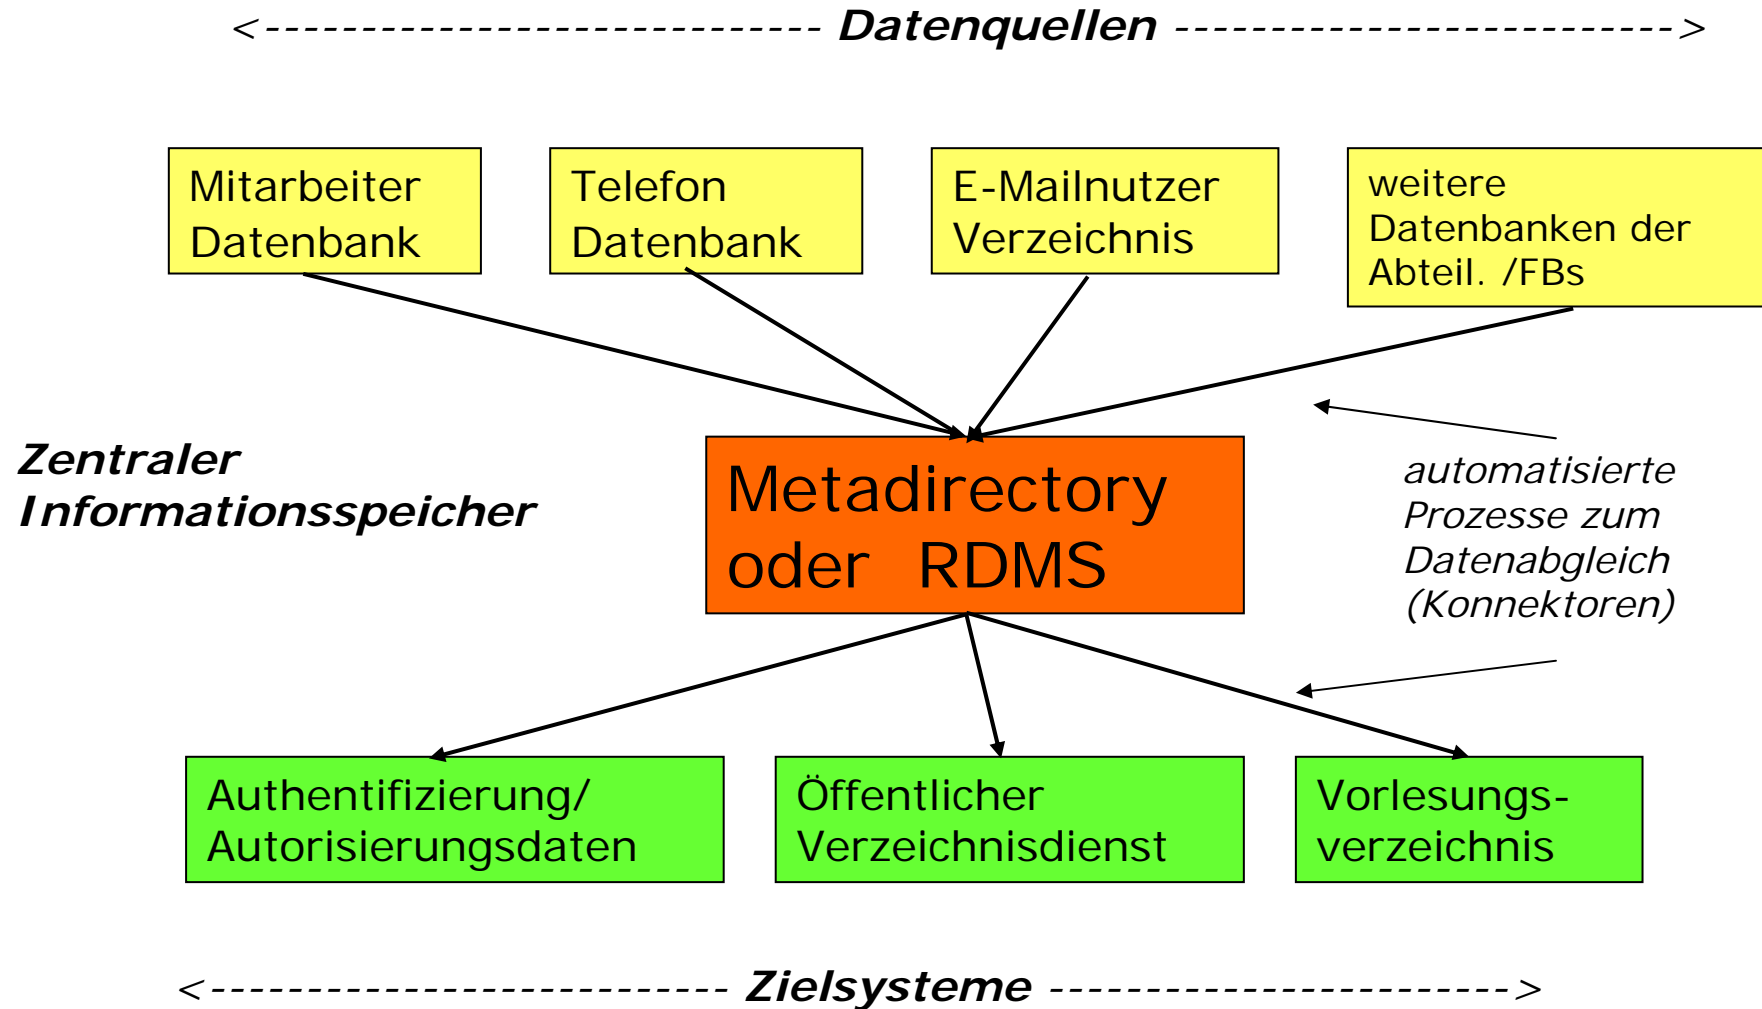 <---------------------------- Datenquellen -------------------------->
Mitarbeiter
Datenbank
Telefon
Datenbank
E-Mailnutzer
Verzeichnis
weitere
Datenbanken der
Abteil. /FBs
Zentraler
Informationsspeicher
Metadirectory
oder RDMS
automatisierte
Prozesse zum
Datenabgleich
(Konnektoren)
Authentifizierung/
Autorisierungsdaten
Öffentlicher
Verzeichnisdienst
Vorlesungs-
verzeichnis
<--------------------------- Zielsysteme ------------------------>